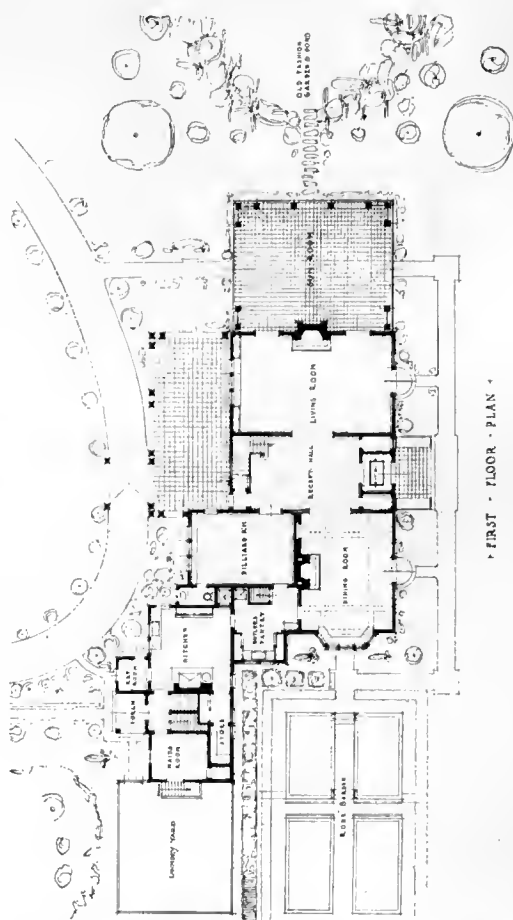 OLD FASHION
GARDEN & POND
SUN ROOM
LIVING ROOM
RECEPT. HALL
BILLIARD RM
DINING ROOM
BUTLERS
PANTRY
KITCHEN
PORCH
MAIDS
ROOM
STORE
LAUNDRY YARD
ROSE GARDEN
FIRST - FLOOR - PLAN